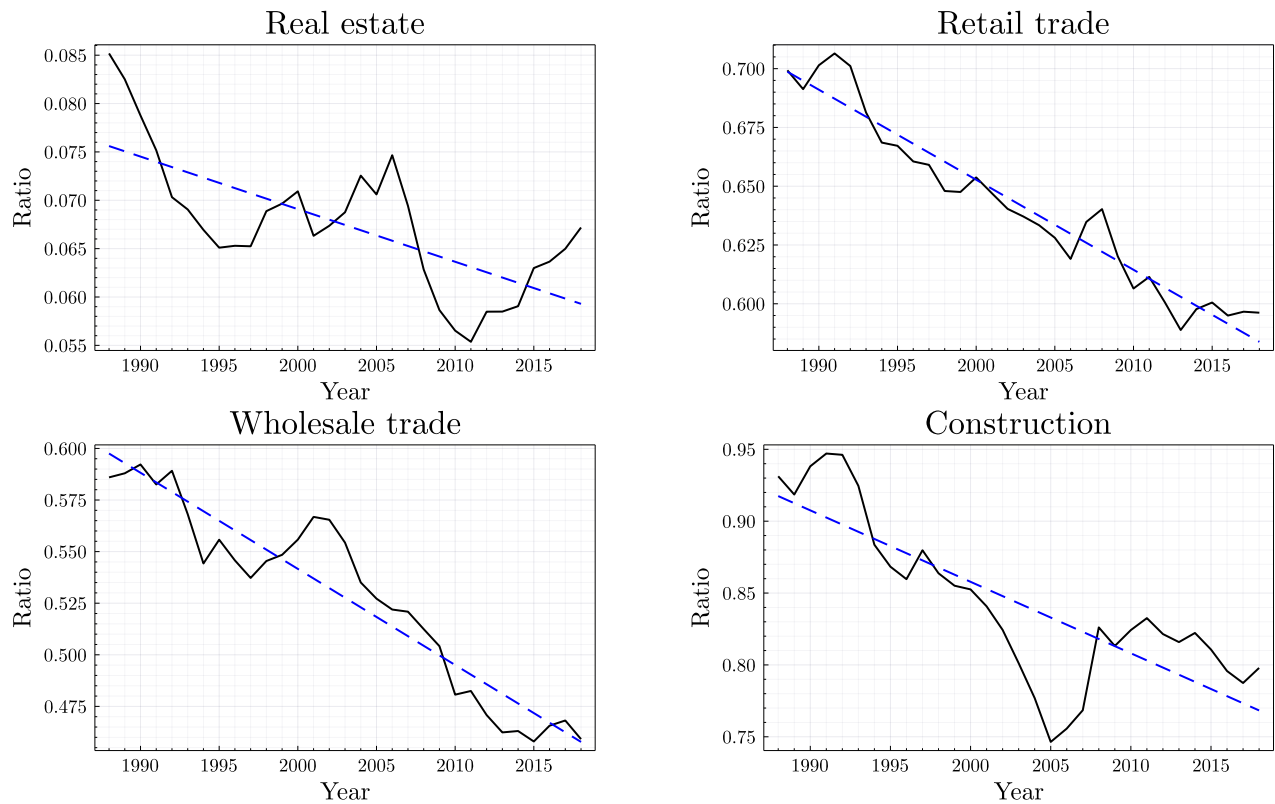 Real estate
Ratio
0.085
0.080
0.075
0.070
0.065
0.060
0.055
1990 1995 2000 2005 2010 2015
Year
Retail trade
Ratio
0.700
0.675
0.650
0.625
0.600
1990 1995 2000 2005 2010 2015
Year
Wholesale trade
Ratio
0.600
0.575
0.550
0.525
0.500
0.475
1990 1995 2000 2005 2010 2015
Year
Construction
Ratio
0.95
0.90
0.85
0.80
0.75
1990 1995 2000 2005 2010 2015
Year